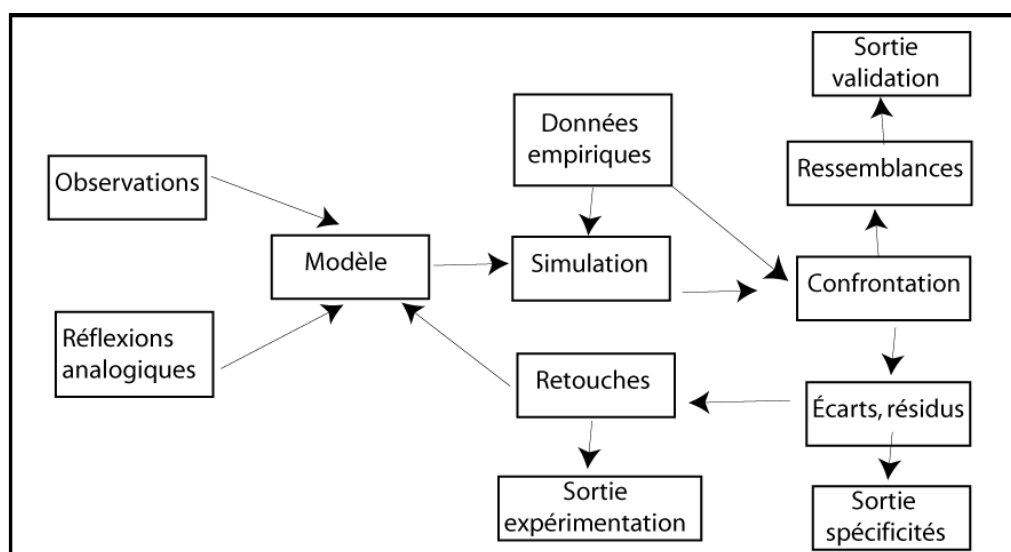 Sortie
validation
Données
empiriques
Observations
Ressemblances
Modèle
Simulation
Confrontation
Réflexions
analogiques
Retouches
Écarts, résidus
Sortie
expérimentation
Sortie
spécificités